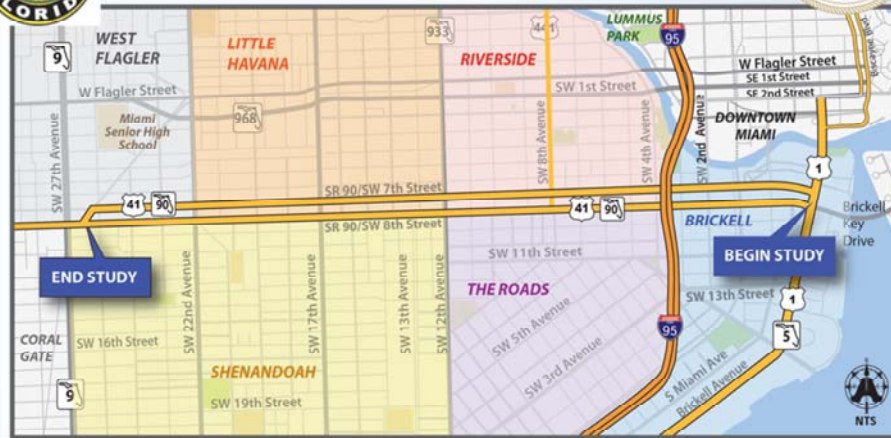 FLORID
WEST
FLAGLER
9
LITTLE
HAVANA
933
RIVERSIDE
441
LUMMUS
PARK
95
W Flagler Street
SE 1st Street
SE 2nd Street
Biscayne Blvd
W Flagler Street
SW 1st Street
968
Miami
Senior High
School
SW 27th Avenue
SW 8th Avenue
SW 4th Avenue
SW 2nd Avenue
DOWNTOWN
MIAMI
1
SR 90/SW 7th Street
41
90
SR 90/SW 8th Street
41
90
BRICKELL
Brickell
Key
Drive
END STUDY
BEGIN STUDY
SW 11th Street
THE ROADS
SW 13th Street
1
5
SW 22nd Avenue
SW 17th Avenue
SW 13th Avenue
SW 12th Avenue
SW 5th Avenue
SW 3rd Avenue
95
S Miami Ave
Brickell Avenue
CORAL
GATE
SW 16th Street
SHENANDOAH
9
SW 19th Street
NTS